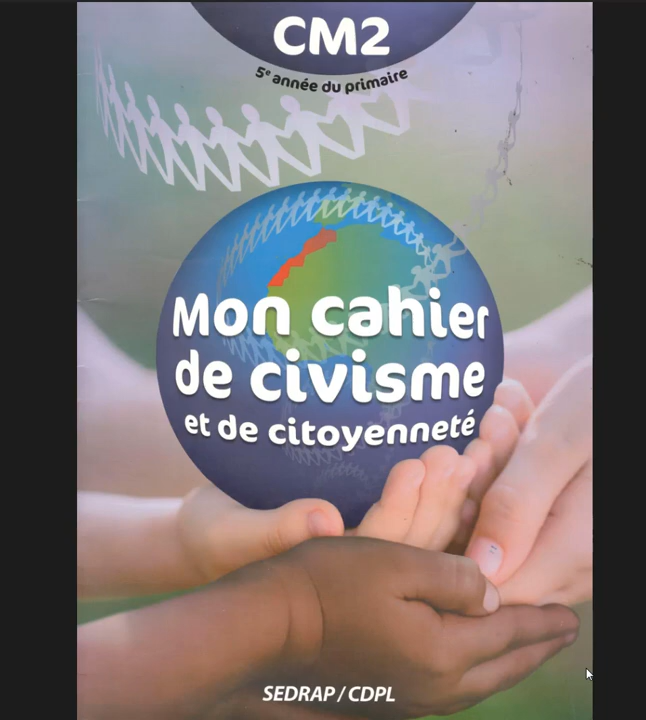 CM2
5e année du primaire
Mon cahier
de civisme
et de citoyenneté
SEDRAP / CDPL